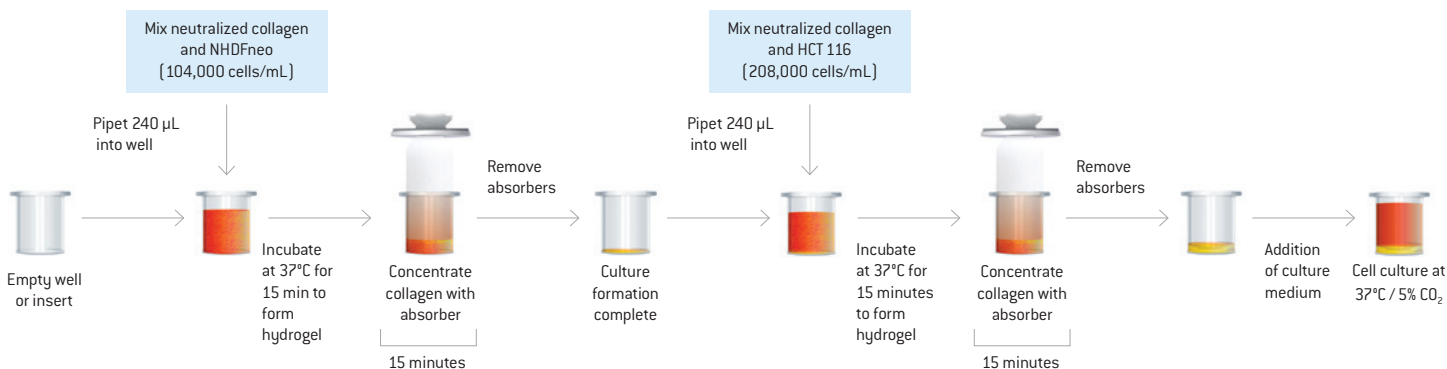 Mix neutralized collagen
and NHDFneo
(104,000 cells/mL)
Pipet 240 µL
into well
Empty well
or insert
Incubate
at 37°C for
15 min to
form
hydrogel
Concentrate
collagen with
absorber
15 minutes
Remove
absorbers
Culture
formation
complete
Mix neutralized collagen
and HCT 116
(208,000 cells/mL)
Pipet 240 µL
into well
Incubate
at 37°C for
15 minutes
to form
hydrogel
Concentrate
collagen with
absorber
15 minutes
Remove
absorbers
Addition
of culture
medium
Cell culture at
37°C / 5% CO₂